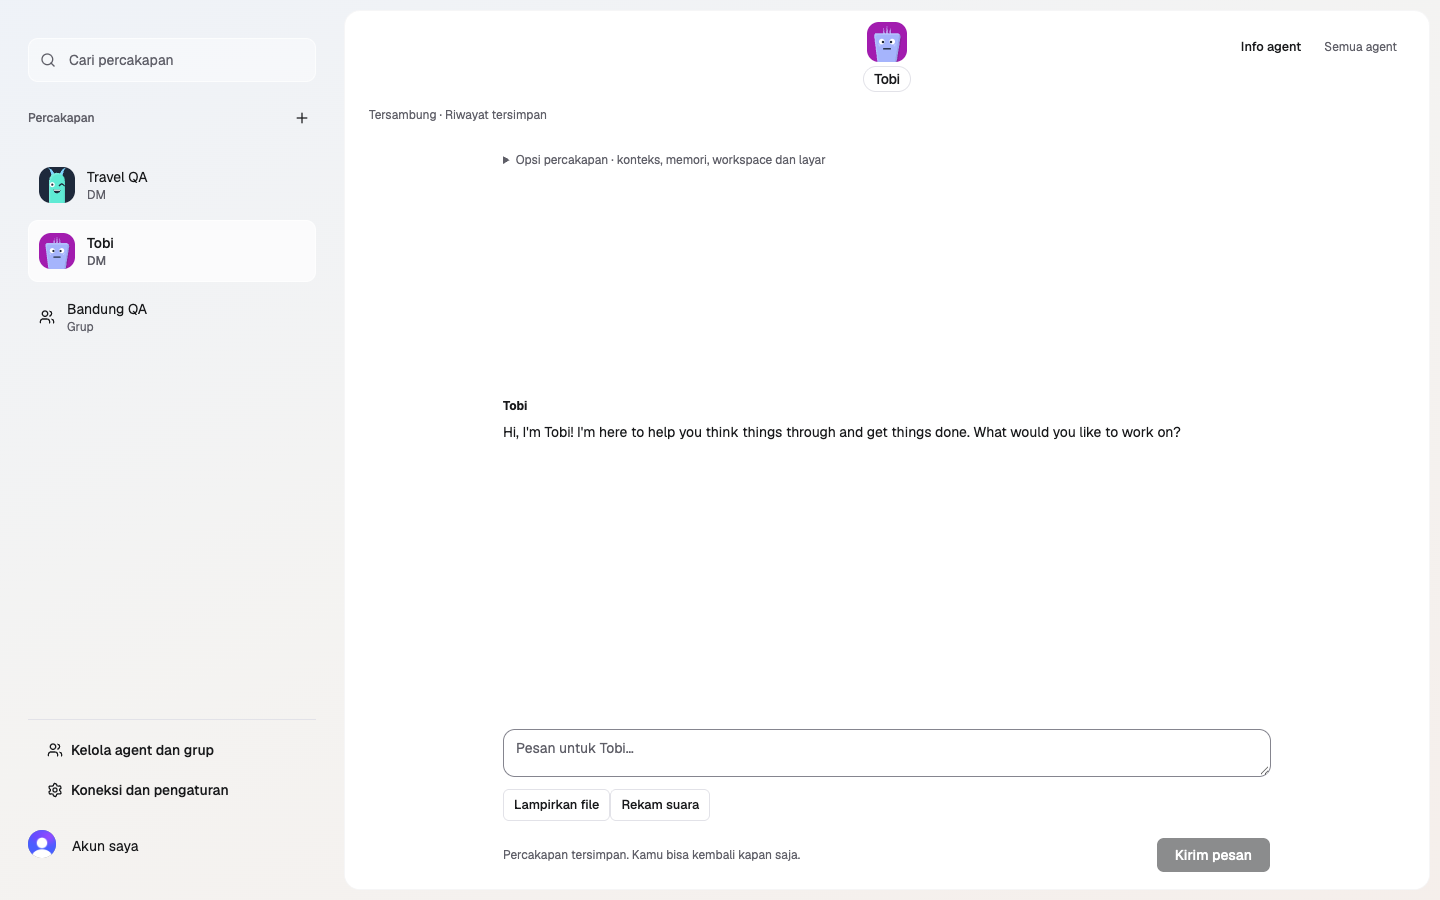 Cari percakapan
Percakapan
Travel QA
DM
Tobi
DM
Bandung QA
Grup
Kelola agent dan grup
Koneksi dan pengaturan
Akun saya
Tobi
Info agent
Semua agent
Tersambung · Riwayat tersimpan
Opsi percakapan · konteks, memori, workspace dan layar
Tobi
Hi, I'm Tobi! I'm here to help you think things through and get things done. What would you like to work on?
Pesan untuk Tobi...
Lampirkan file
Rekam suara
Percakapan tersimpan. Kamu bisa kembali kapan saja.
Kirim pesan